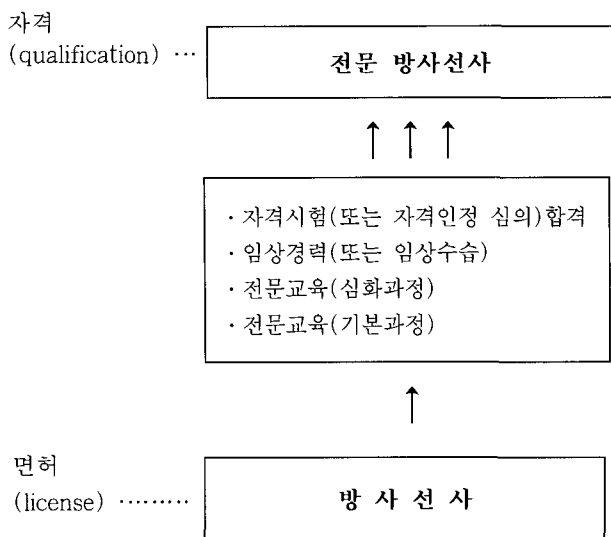 자격
(qualification) …
전문 방사선사
↑ ↑ ↑
· 자격시험(또는 자격인정 심의)합격
· 임상경력(또는 임상수습)
· 전문교육(심화과정)
· 전문교육(기본과정)
↑
면허
(license) ………
방 사 선 사